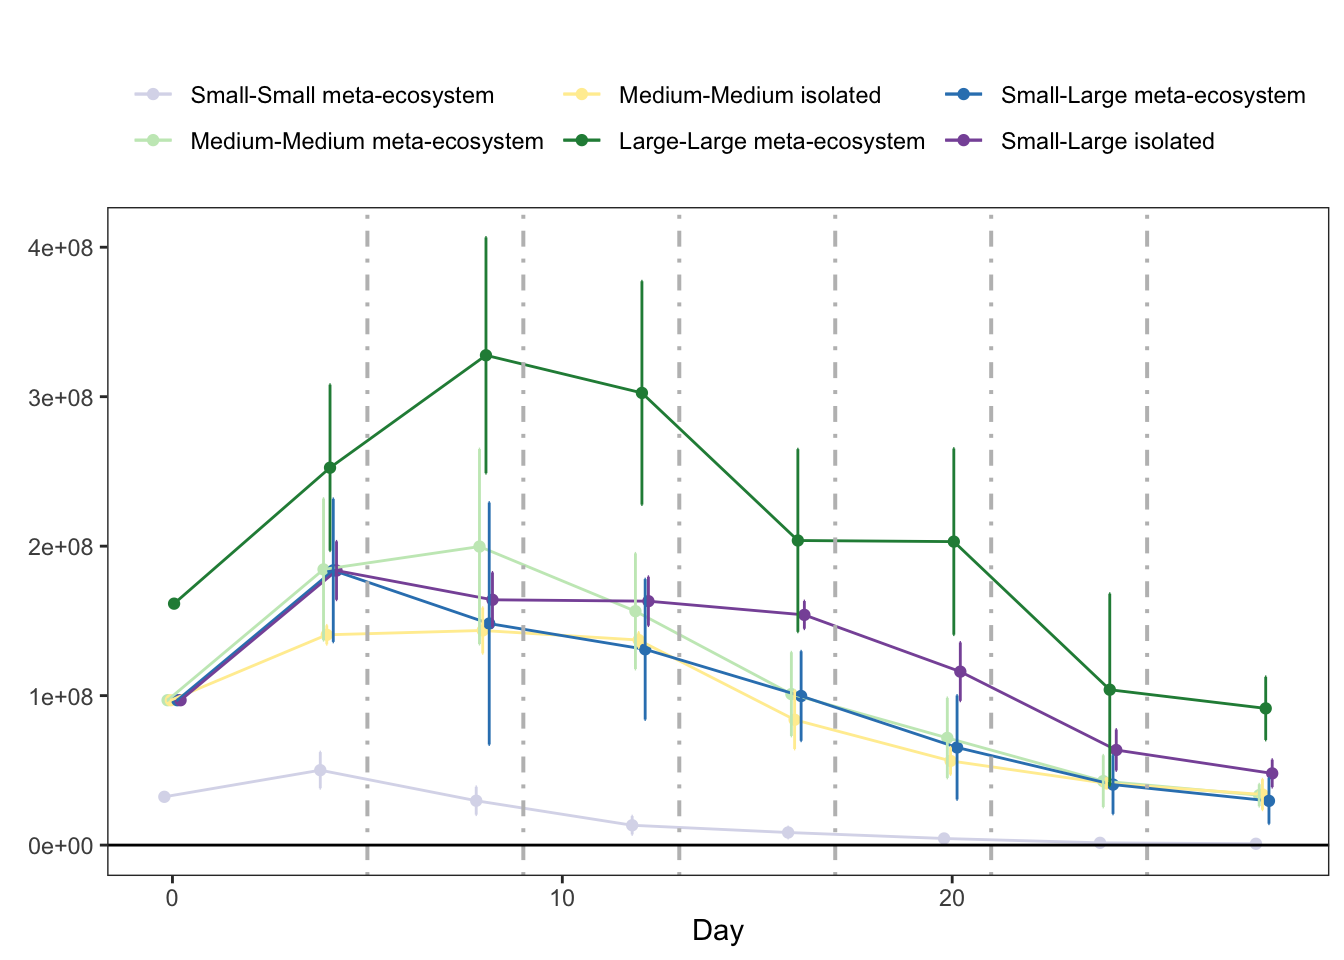 Small-Small meta-ecosystem Medium-Medium isolated Small-Large meta-ecosystem
Medium-Medium meta-ecosystem Large-Large meta-ecosystem Small-Large isolated
4e+08
3e+08
2e+08
1e+08
0e+00
0 10 20
Day